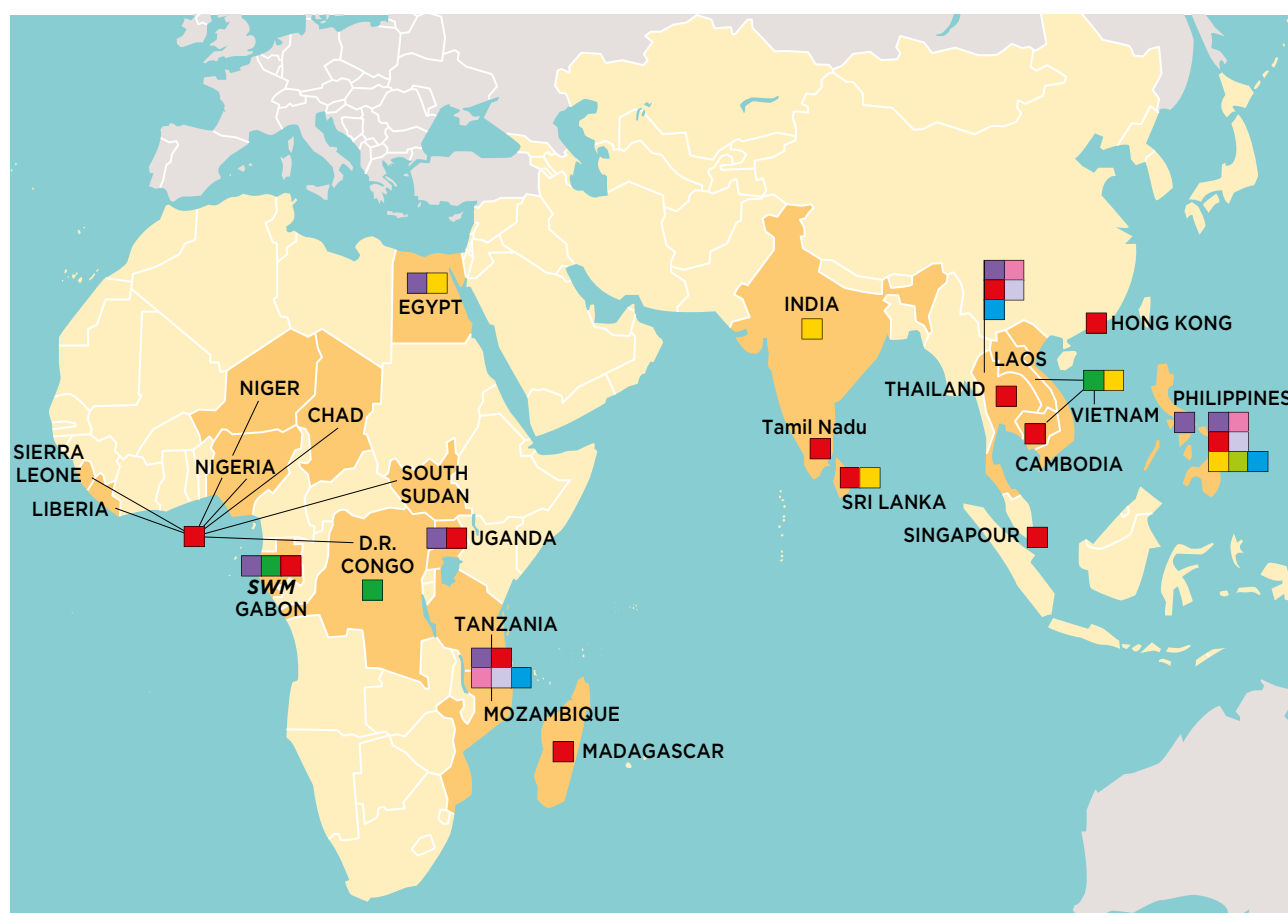 EGYPT
INDIA
HONG KONG
LAOS
NIGER
THAILAND
PHILIPPINES
CHAD
VIETNAM
Tamil Nadu
SIERRA
LEONE
NIGERIA
CAMBODIA
SOUTH
SUDAN
SRI LANKA
LIBERIA
UGANDA
SINGAPOUR
D.R.
CONGO
SWM
GABON
TANZANIA
MOZAMBIQUE
MADAGASCAR